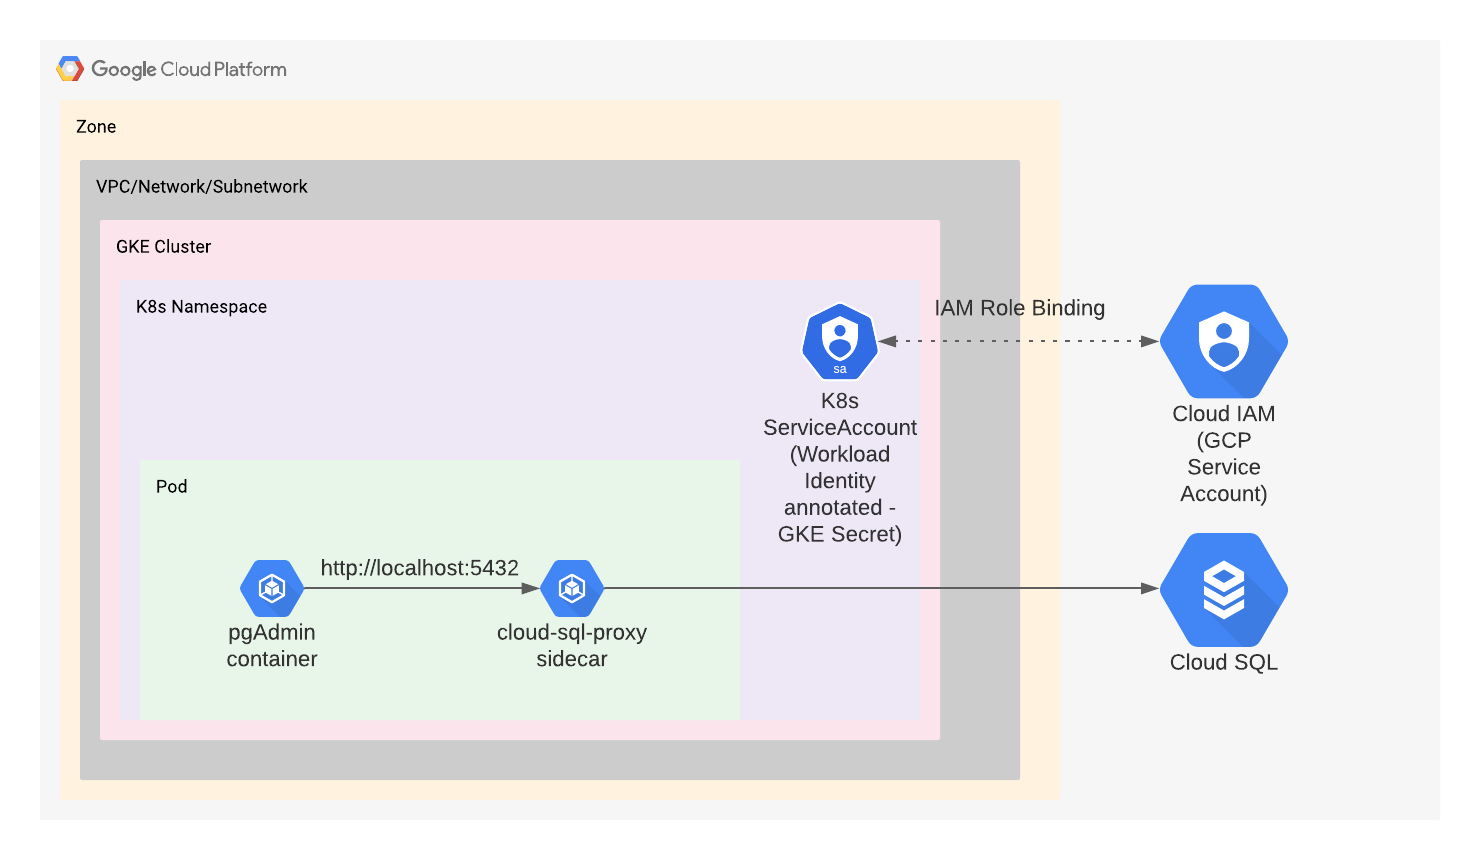 Google Cloud Platform
Zone
VPC/Network/Subnetwork
GKE Cluster
K8s Namespace
IAM Role Binding
sa
K8s
ServiceAccount
(Workload
Identity
annotated -
GKE Secret)
Cloud IAM
(GCP
Service
Account)
Pod
http://localhost:5432
pgAdmin
container
cloud-sql-proxy
sidecar
Cloud SQL